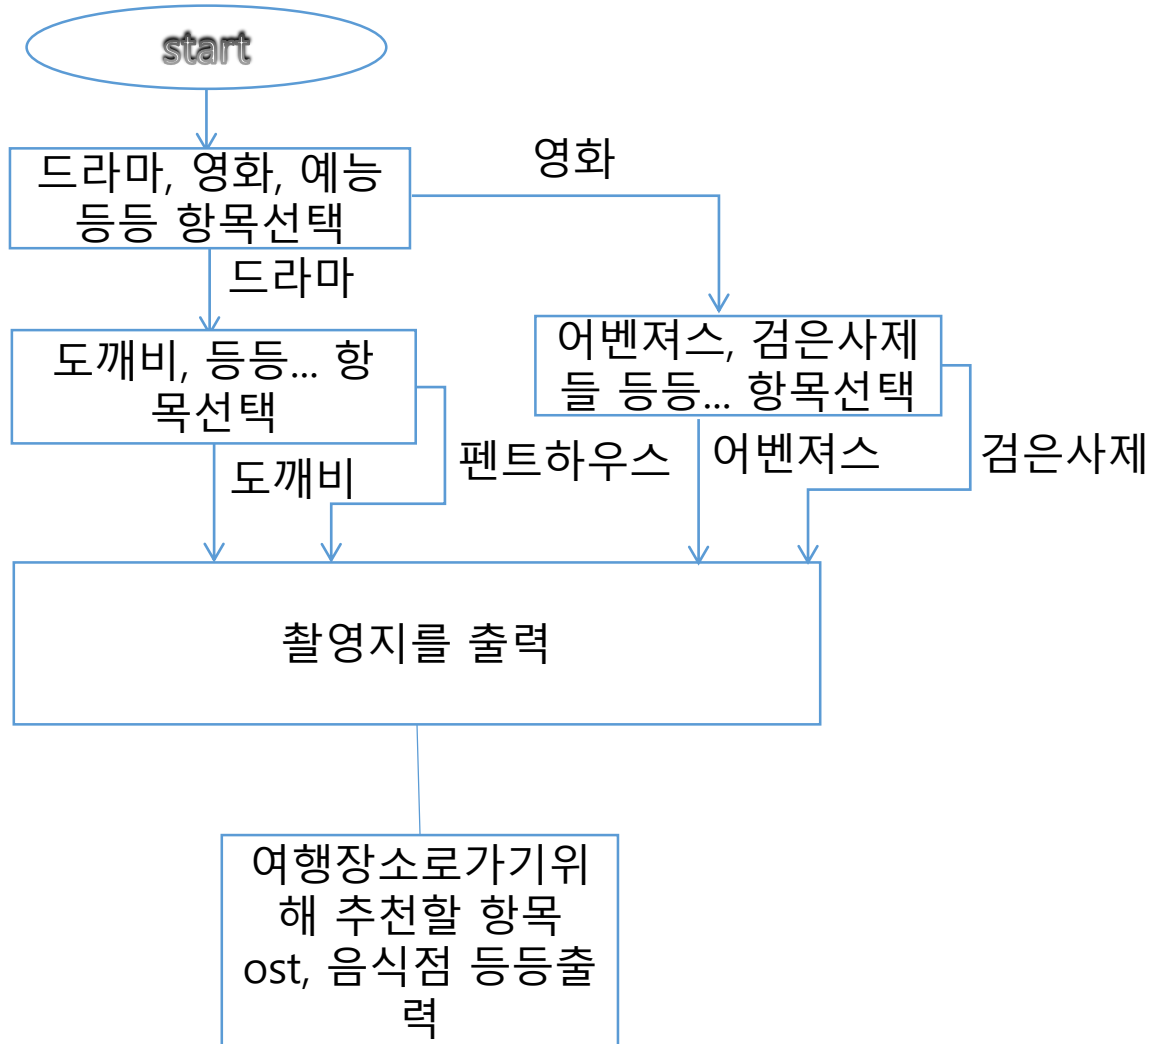 start
영화
드라마, 영화, 예능
등등 항목선택
드라마
도깨비, 등등... 항
목선택
어벤져스, 검은사제
들 등등... 항목선택
도깨비
펜트하우스
어벤져스
검은사제
촬영지를 출력
여행장소로가기위
해 추천할 항목
ost, 음식점 등등출
력